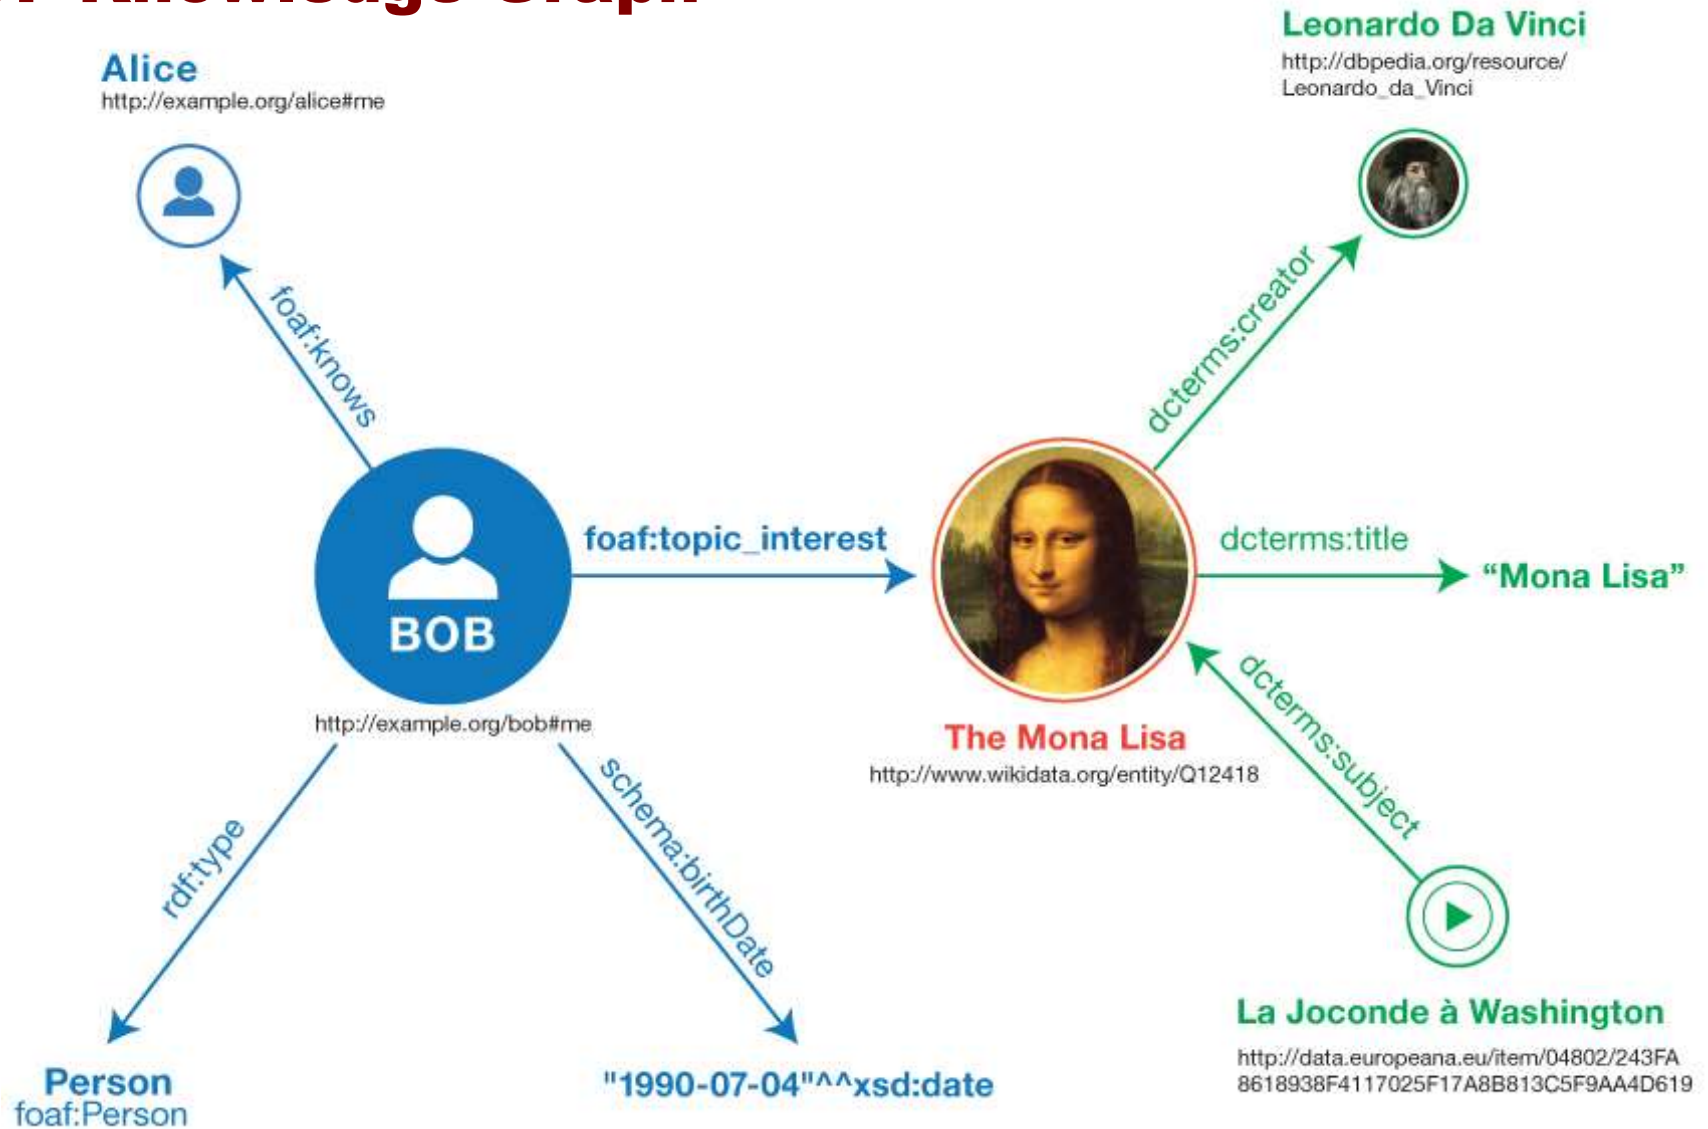 Knowledge Graph
Alice
http://example.org/alice#me
Leonardo Da Vinci
http://dbpedia.org/resource/
Leonardo_da_Vinci
foaf:knows
dcterms:creator
foaf:topic_interest
dcterms:title
“Mona Lisa”
BOB
http://example.org/bob#me
The Mona Lisa
http://www.wikidata.org/entity/Q12418
dcterms:subject
rdf:type
schema:birthDate
La Joconde à Washington
http://data.europeana.eu/item/04802/243FA
8618938F4117025F17A8B813C5F9AA4D619
Person
foaf:Person
"1990-07-04"^^xsd:date